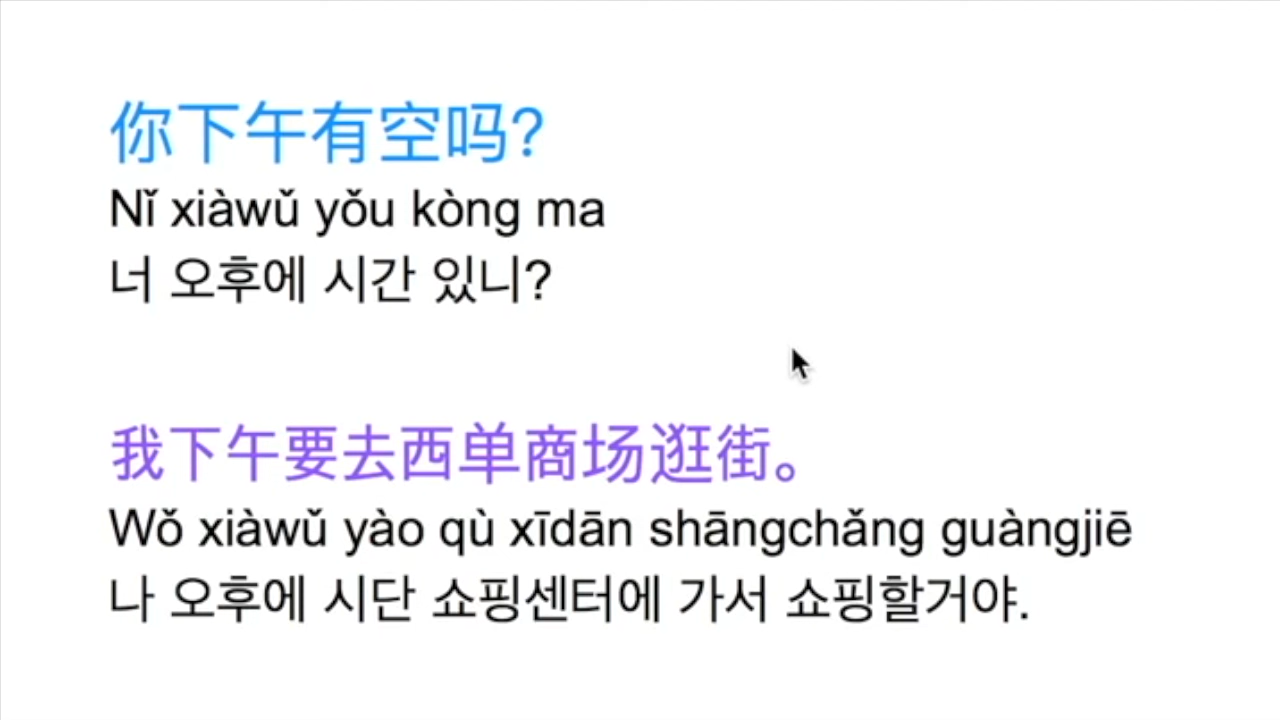 你下午有空吗?
Nǐ xiàwǔ yǒu kòng ma
너 오후에 시간 있니?
我下午要去西单商场逛街。
Wǒ xiàwǔ yào qù xīdān shāngchǎng guàngjiē
나 오후에 시단 쇼핑센터에 가서 쇼핑할거야.